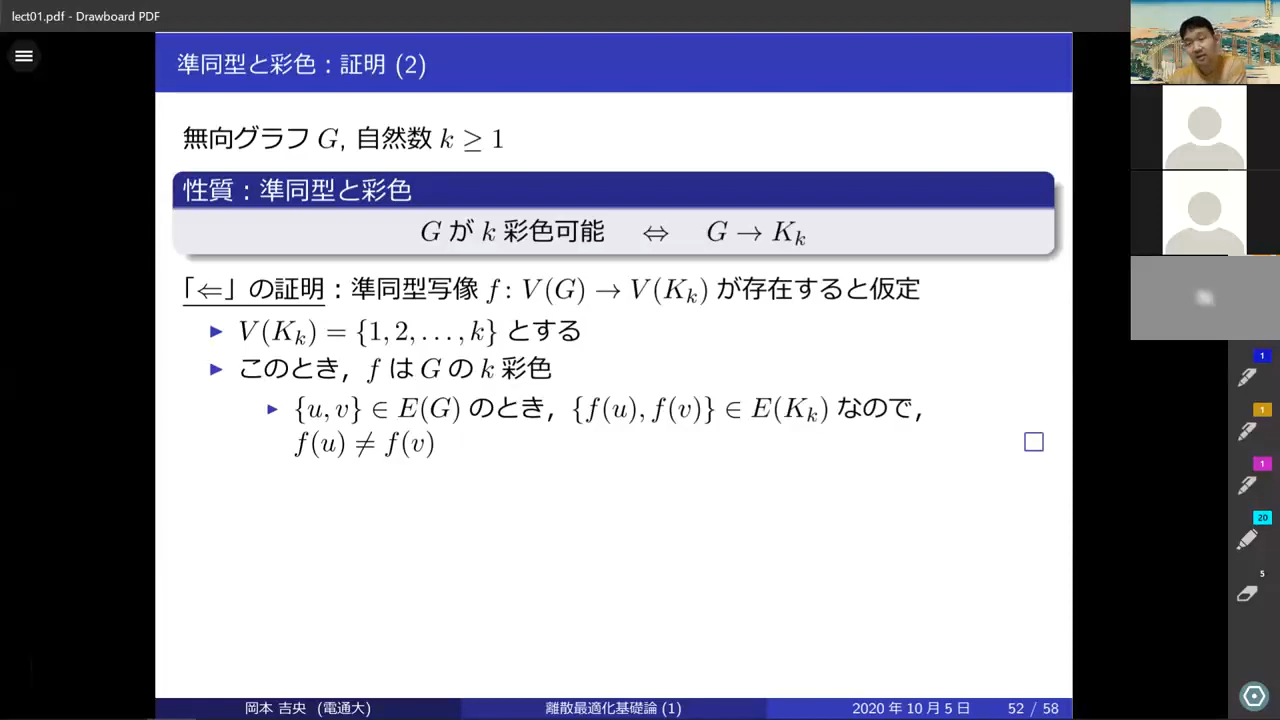 lect01.pdf - Drawboard PDF
準同型と彩色：証明 (2)
無向グラフ G, 自然数 k ≥ 1
性質：準同型と彩色
G が k 彩色可能 ⇔ G → K_k
「⇐」の証明：準同型写像 f: V(G) → V(K_k) が存在すると仮定
▶ V(K_k) = {1, 2, . . . , k} とする
▶ このとき，f は G の k 彩色
▶ {u, v} ∈ E(G) のとき，{f(u), f(v)} ∈ E(K_k) なので，
f(u) ≠ f(v) □
岡本 吉央 (電通大) 離散最適化基礎論 (1) 2020 年 10 月 5 日 52 / 58
1
1
1
20
5